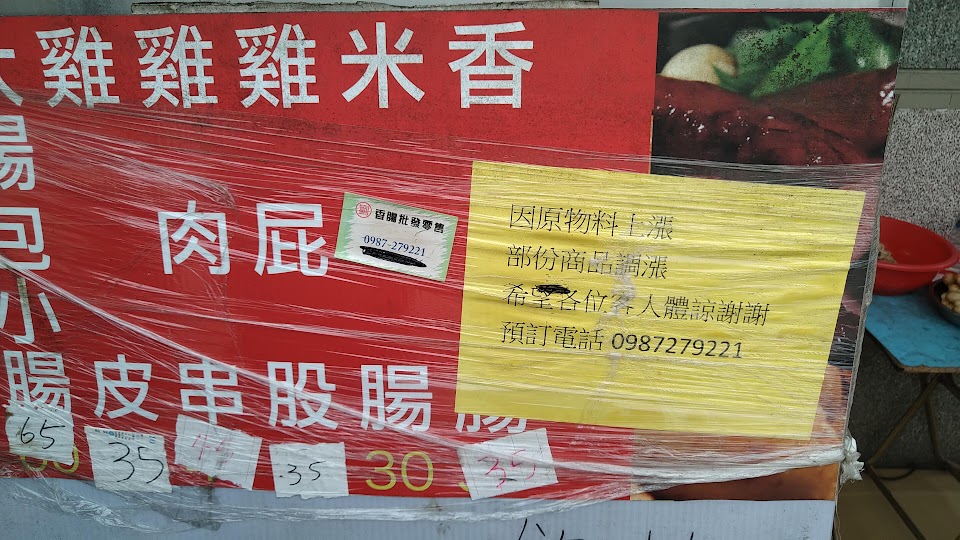 大雞雞雞米香
腸
包
小
腸
肉屁
皮串股腸腸
65
35
35
30
35
香腸批發零售
0987-279221
因原物料上漲
部份商品調漲
希望各位客人體諒謝謝
預訂電話 0987279221